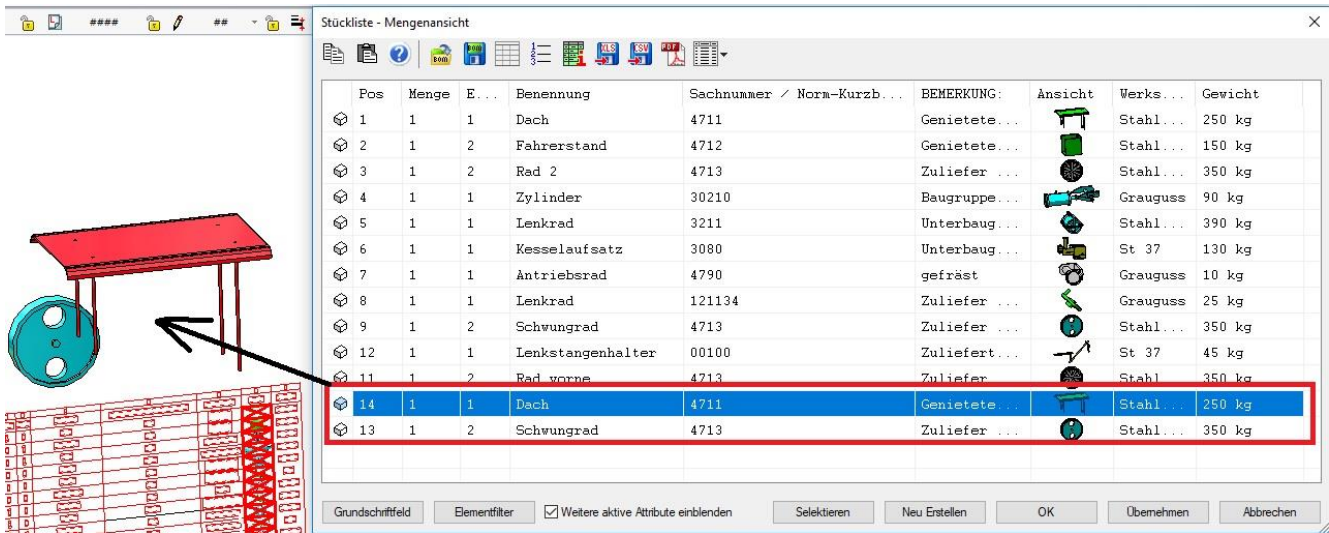 #### ##
Stückliste - Mengenansicht
Pos Menge E... Benennung Sachnummer / Norm-Kurzb... BEMERKUNG: Ansicht Werks... Gewicht
1 1 1 Dach 4711 Genietete... Stahl... 250 kg
2 1 2 Fahrerstand 4712 Genietete... Stahl... 150 kg
3 1 2 Rad 2 4713 Zuliefer ... Stahl... 350 kg
4 1 1 Zylinder 30210 Baugruppe... Grauguss 90 kg
5 1 1 Lenkrad 3211 Unterbaug... Stahl... 390 kg
6 1 1 Kesselaufsatz 3080 Unterbaug... St 37 130 kg
7 1 1 Antriebsrad 4790 gefräst Grauguss 10 kg
8 1 1 Lenkrad 121134 Zuliefer ... Grauguss 25 kg
9 1 2 Schwungrad 4713 Zuliefer ... Stahl... 350 kg
12 1 1 Lenkstangenhalter 00100 Zuliefert... St 37 45 kg
11 1 2 Rad vorne 4713 Zuliefer ... Stahl... 350 kg
14 1 1 Dach 4711 Genietete... Stahl... 250 kg
13 1 2 Schwungrad 4713 Zuliefer ... Stahl... 350 kg
Grundschriftfeld Elementfilter Weitere aktive Attribute einblenden Selektieren Neu Erstellen OK Übernehmen Abbrechen